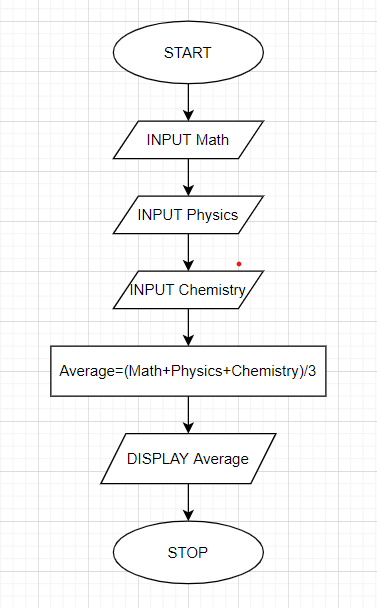 START
INPUT Math
INPUT Physics
INPUT Chemistry
Average=(Math+Physics+Chemistry)/3
DISPLAY Average
STOP